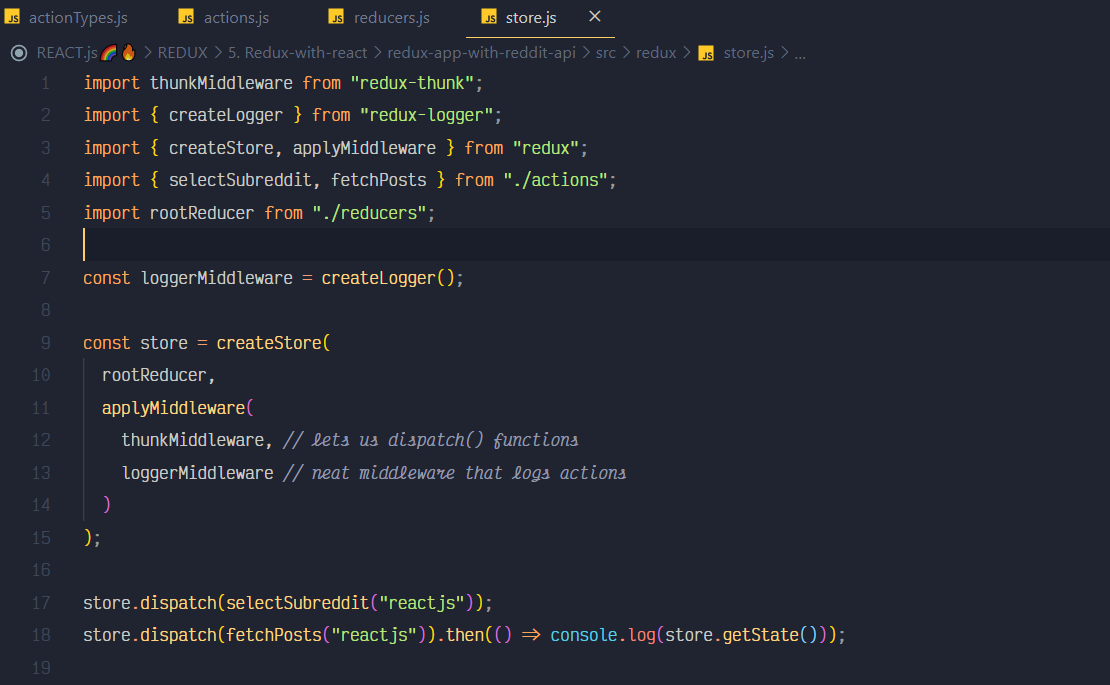 JS actionTypes.js JS actions.js JS reducers.js JS store.js ×
REACT.js🌈🔥 > REDUX > 5. Redux-with-react > redux-app-with-reddit-api > src > redux > JS store.js > ...
1 import thunkMiddleware from "redux-thunk";
2 import { createLogger } from "redux-logger";
3 import { createStore, applyMiddleware } from "redux";
4 import { selectSubreddit, fetchPosts } from "./actions";
5 import rootReducer from "./reducers";
6
7 const loggerMiddleware = createLogger();
8
9 const store = createStore(
10   rootReducer,
11   applyMiddleware(
12     thunkMiddleware, // lets us dispatch() functions
13     loggerMiddleware // neat middleware that logs actions
14   )
15 );
16
17 store.dispatch(selectSubreddit("reactjs"));
18 store.dispatch(fetchPosts("reactjs")).then(() => console.log(store.getState()));
19